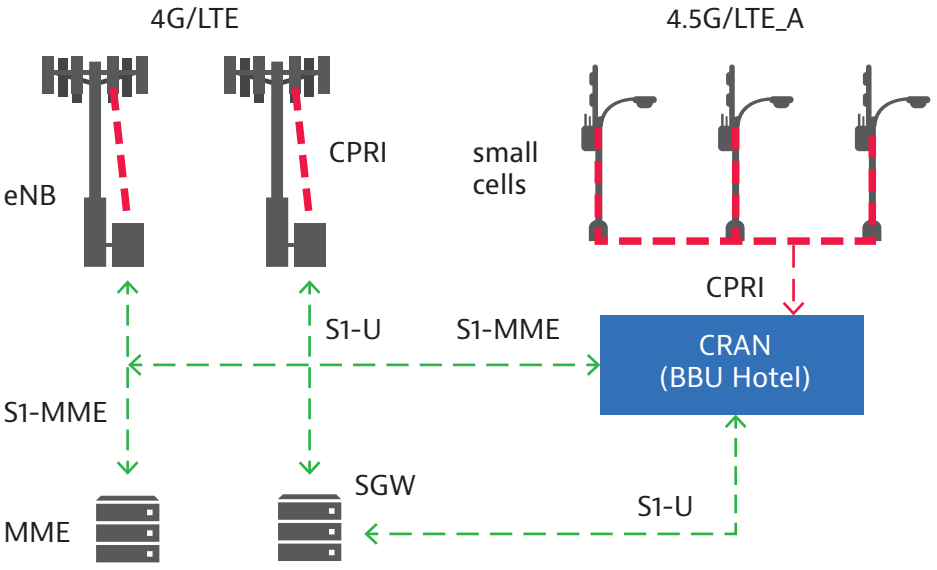 4G/LTE
4.5G/LTE_A
CPRI
small
cells
eNB
CPRI
S1-U
S1-MME
CRAN
(BBU Hotel)
S1-MME
SGW
S1-U
MME